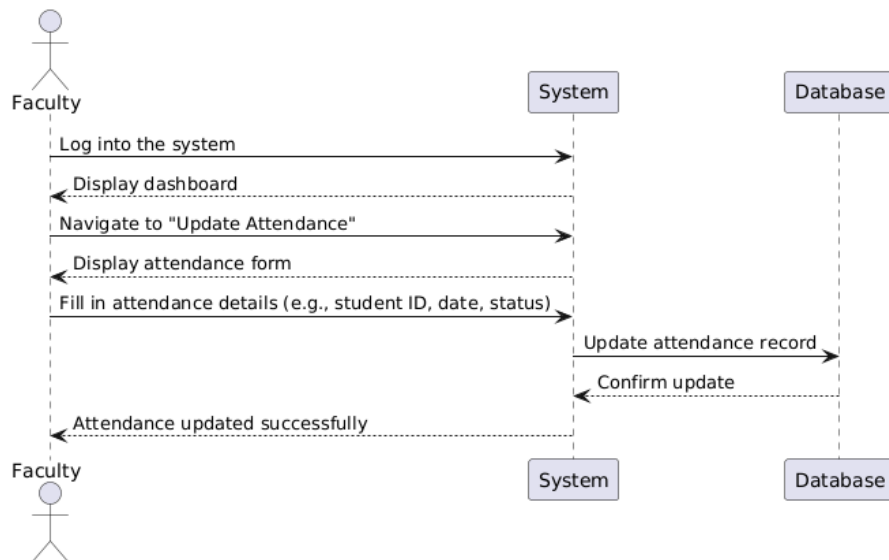 Faculty
System
Database
Log into the system
Display dashboard
Navigate to "Update Attendance"
Display attendance form
Fill in attendance details (e.g., student ID, date, status)
Update attendance record
Confirm update
Attendance updated successfully
Faculty
System
Database